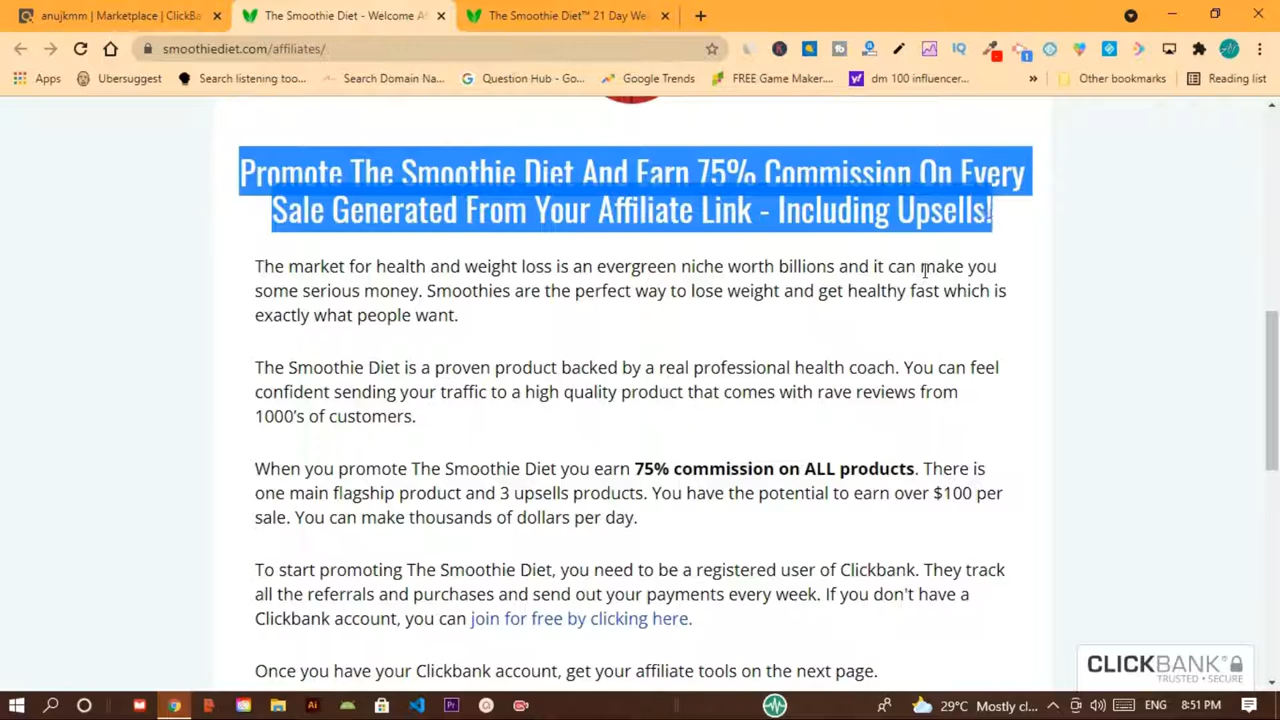 anujkmm | Marketplace | ClickBa
The Smoothie Diet - Welcome Af
The Smoothie Diet™ 21 Day We
smoothiediet.com/affiliates/
Apps
Ubersuggest
Search listening too...
Search Domain Na...
Question Hub - Go...
Google Trends
FREE Game Maker....
dm 100 influencer...
»
Other bookmarks
Reading list
Promote The Smoothie Diet And Earn 75% Commission On Every
Sale Generated From Your Affiliate Link - Including Upsells!
The market for health and weight loss is an evergreen niche worth billions and it can make you
some serious money. Smoothies are the perfect way to lose weight and get healthy fast which is
exactly what people want.
The Smoothie Diet is a proven product backed by a real professional health coach. You can feel
confident sending your traffic to a high quality product that comes with rave reviews from
1000's of customers.
When you promote The Smoothie Diet you earn 75% commission on ALL products. There is
one main flagship product and 3 upsells products. You have the potential to earn over $100 per
sale. You can make thousands of dollars per day.
To start promoting The Smoothie Diet, you need to be a registered user of Clickbank. They track
all the referrals and purchases and send out your payments every week. If you don't have a
Clickbank account, you can join for free by clicking here.
Once you have your Clickbank account, get your affiliate tools on the next page.
CLICKBANK®
TRUSTED • SECURE
29°C Mostly cl...
ENG
8:51 PM